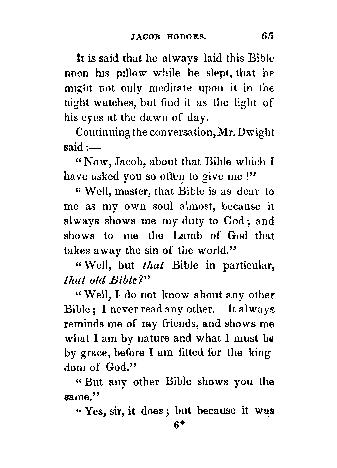 JACOB HODGES. 65
It is said that he always laid this Bible
upon his pillow while he slept, that he
might not only meditate upon it in the
night watches, but find it as the light of
his eyes at the dawn of day.
Continuing the conversation, Mr. Dwight
said:—
"Now, Jacob, about that Bible which I
have asked you so often to give me!"
"Well, master, that Bible is as dear to
me as my own soul almost, because it
always shows me my duty to God; and
shows to me the Lamb of God that
takes away the sin of the world."
"Well, but that Bible in particular,
that old Bible?"
"Well, I do not know about any other
Bible; I never read any other. It always
reminds me of my friends, and shows me
what I am by nature and what I must be
by grace, before I am fitted for the king-
dom of God."
"But any other Bible shows you the
same."
"Yes, sir, it does; but because it was
6*